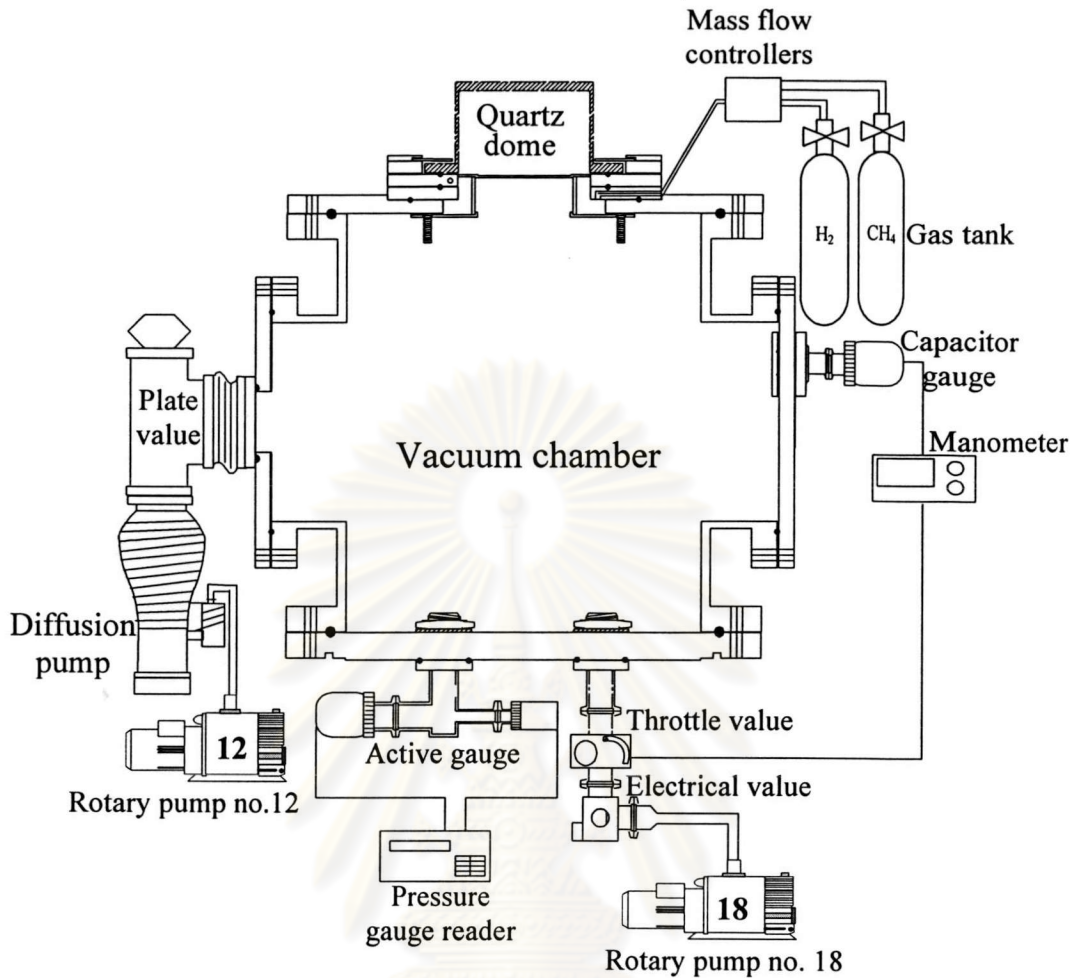 Mass flow
controllers
Quartz
dome
H₂
CH₄
Gas tank
Capacitor
gauge
Plate
value
Manometer
Vacuum chamber
Diffusion
pump
Throttle value
Active gauge
12
Electrical value
Rotary pump no.12
Pressure
gauge reader
18
Rotary pump no. 18